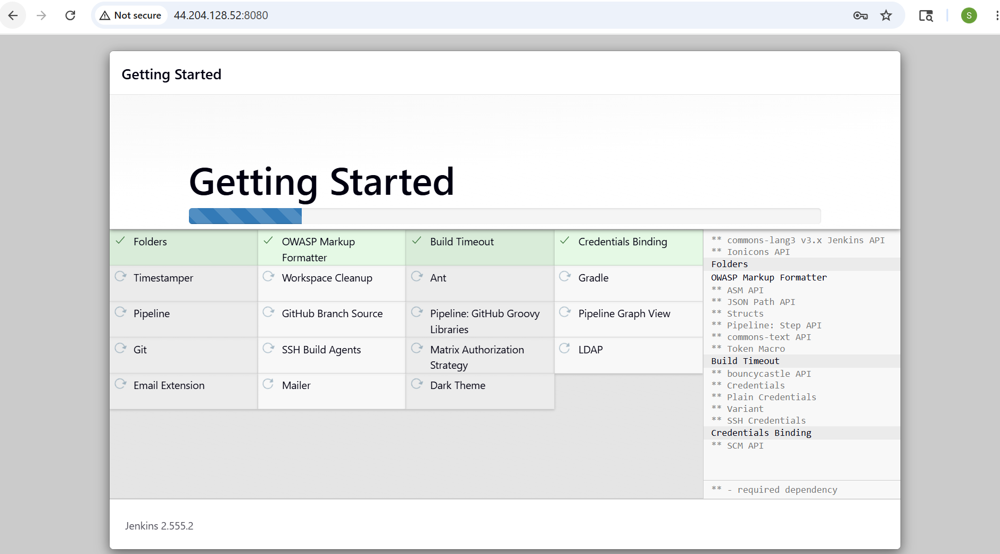 Not secure
44.204.128.52:8080
S
Getting Started
Getting Started
Folders
OWASP Markup
Formatter
Build Timeout
Credentials Binding
Timestamper
Workspace Cleanup
Ant
Gradle
Pipeline
GitHub Branch Source
Pipeline: GitHub Groovy
Libraries
Pipeline Graph View
Git
SSH Build Agents
Matrix Authorization
Strategy
LDAP
Email Extension
Mailer
Dark Theme
** commons-lang3 v3.x Jenkins API
** Ionicons API
Folders
OWASP Markup Formatter
** ASM API
** JSON Path API
** Structs
** Pipeline: Step API
** commons-text API
** Token Macro
Build Timeout
** bouncycastle API
** Credentials
** Plain Credentials
** Variant
** SSH Credentials
Credentials Binding
** SCM API
** - required dependency
Jenkins 2.555.2